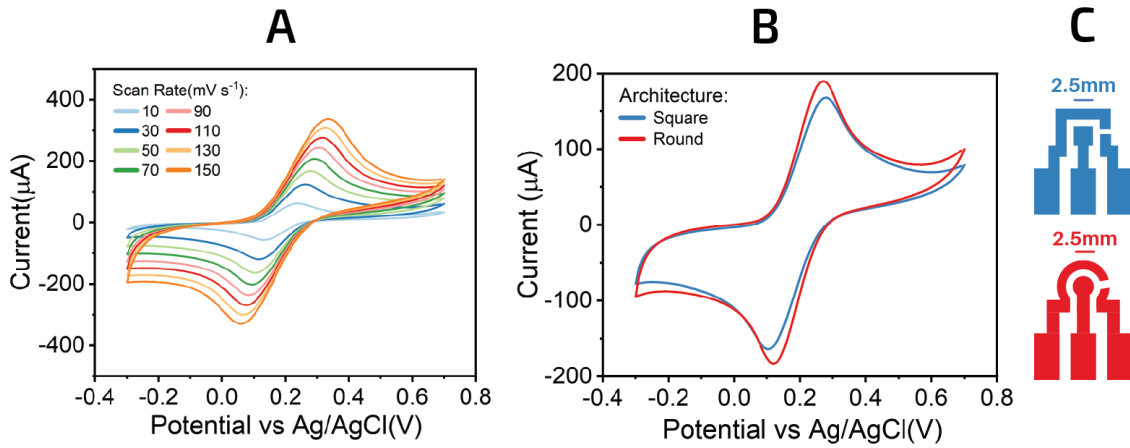 A
B
C
Scan Rate(mV s⁻¹):
10 90
30 110
50 130
70 150
400
200
0
-200
-400
-0.4 -0.2 0.0 0.2 0.4 0.6 0.8
Current(μA)
Potential vs Ag/AgCl(V)
Architecture:
Square
Round
200
100
0
-100
-200
-0.4 -0.2 0.0 0.2 0.4 0.6 0.8
Current (μA)
Potential vs Ag/AgCl(V)
2.5mm
2.5mm